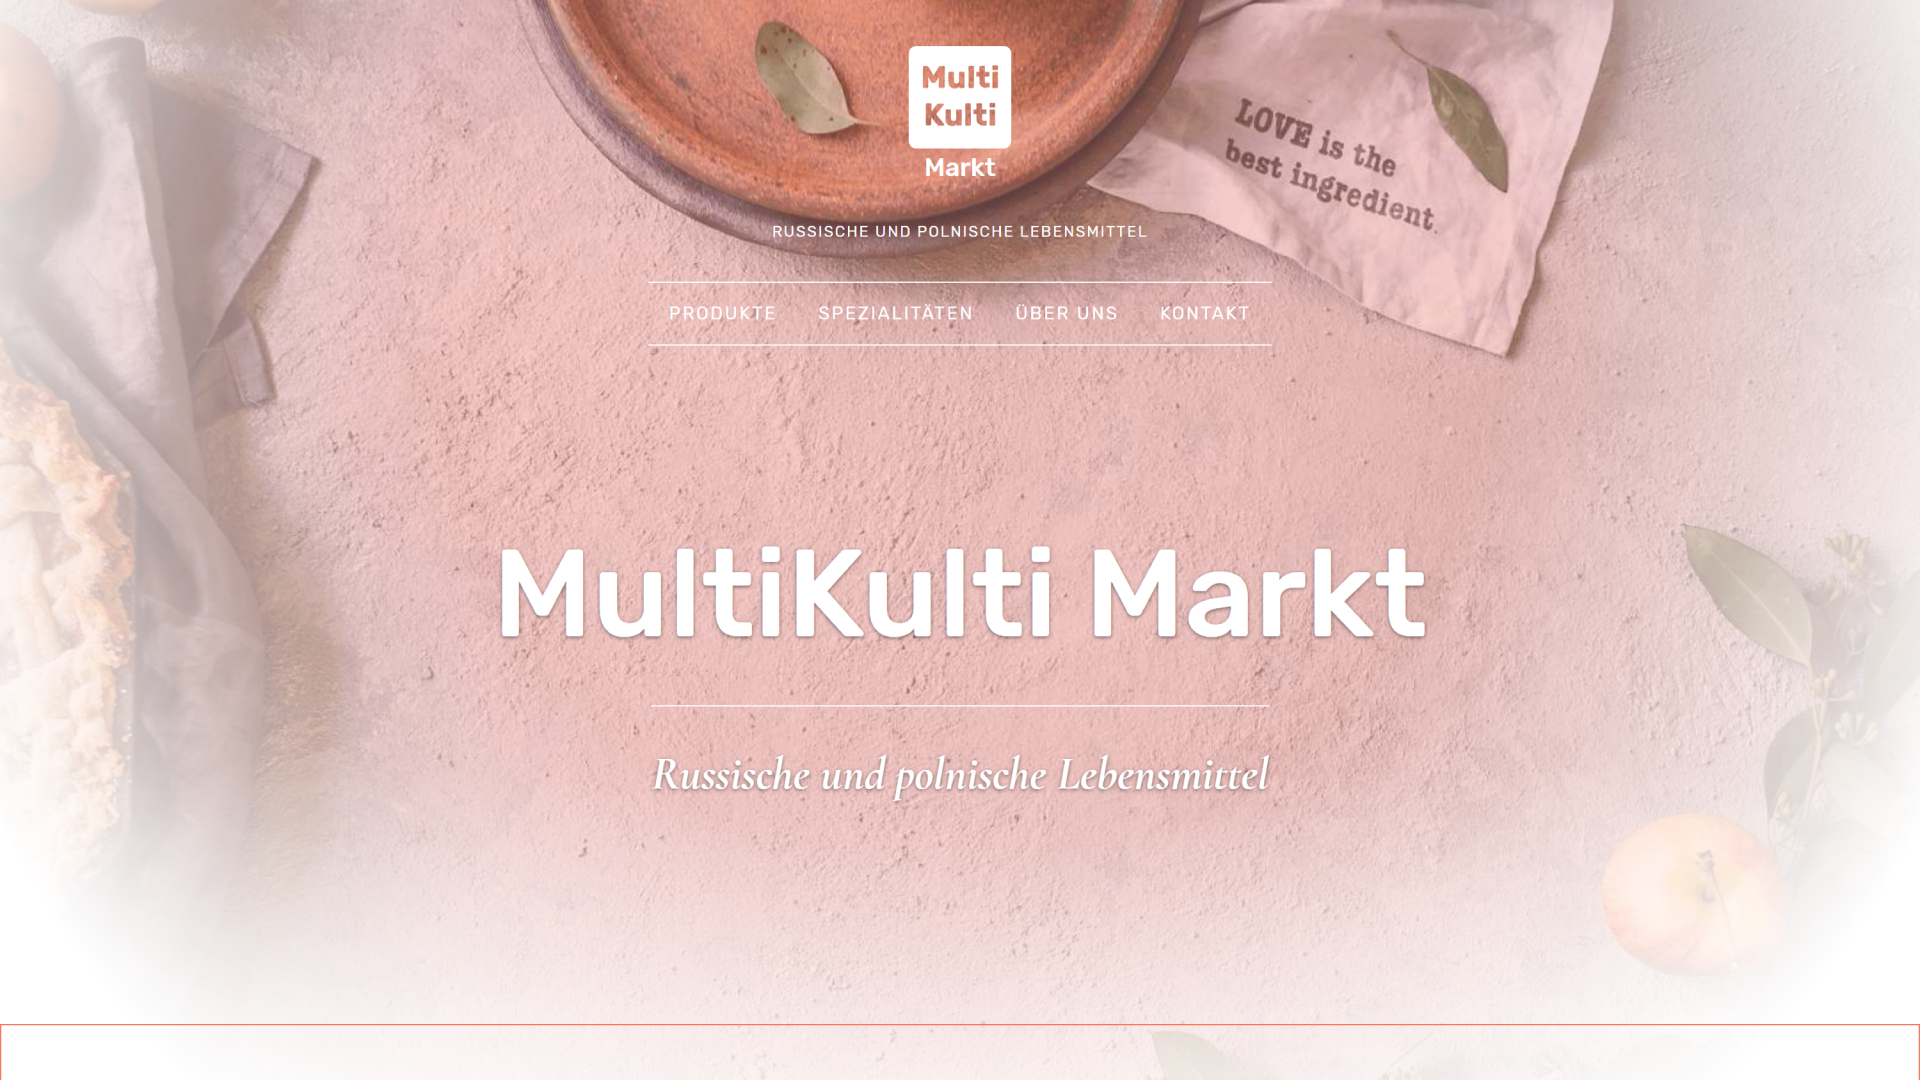 Multi
Kulti
Markt
LOVE is the
best ingredient.
RUSSISCHE UND POLNISCHE LEBENSMITTEL
PRODUKTE SPEZIALITÄTEN ÜBER UNS KONTAKT
MultiKulti Markt
Russische und polnische Lebensmittel